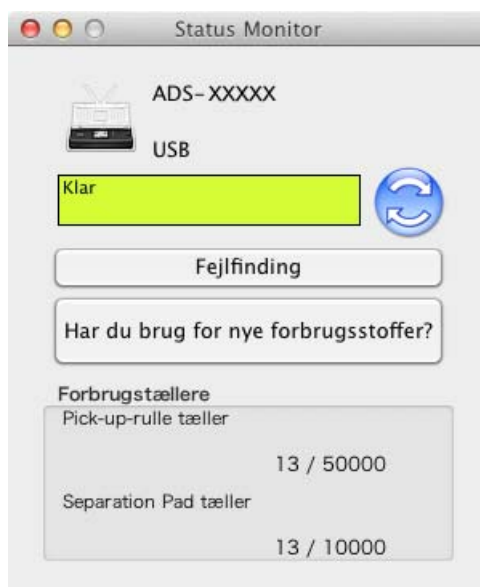 Status Monitor
ADS-XXXXX
USB
Klar
Fejlfinding
Har du brug for nye forbrugsstoffer?
Forbrugstællere
Pick-up-rulle tæller
13 / 50000
Separation Pad tæller
13 / 10000